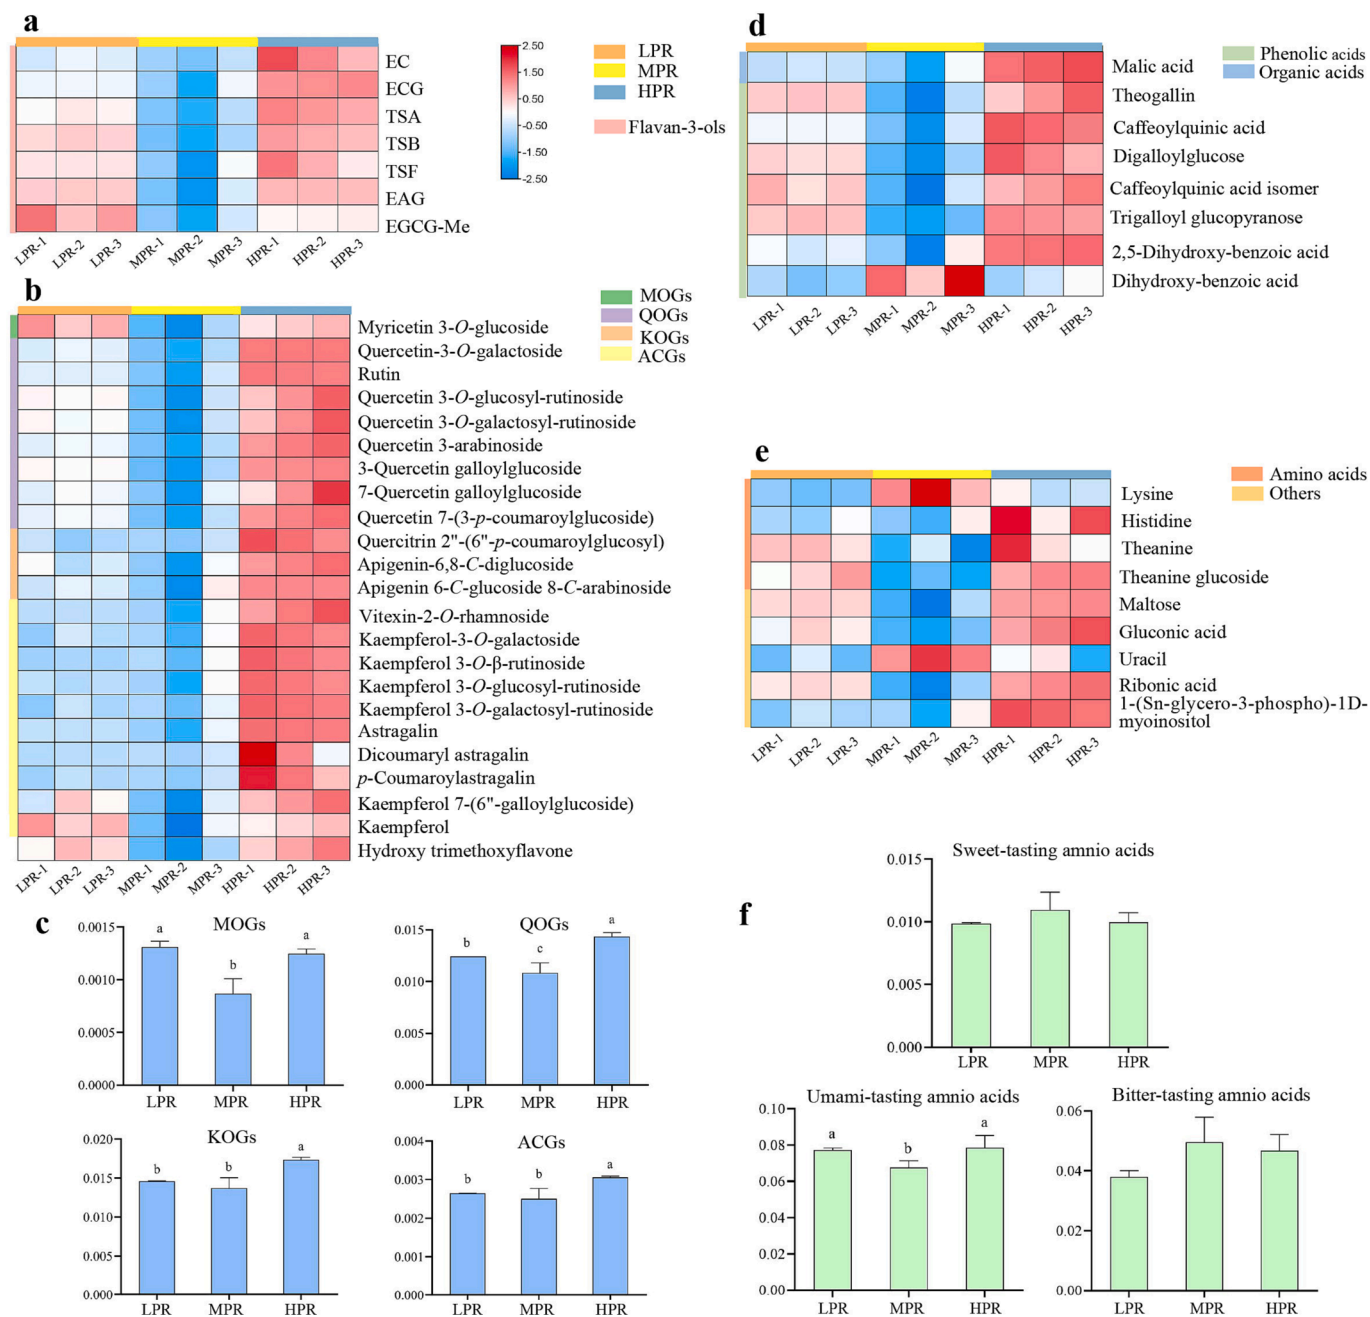 a
EC
ECG
TSA
TSB
TSF
EAG
EGCG-Me
LPR-1
LPR-2
LPR-3
MPR-1
MPR-2
MPR-3
HPR-1
HPR-2
HPR-3
2.50
1.50
0.50
-0.50
-1.50
-2.50
LPR
MPR
HPR
Flavan-3-ols
b
MOGs
QOGs
KOGs
ACGs
Myricetin 3-O-glucoside
Quercetin-3-O-galactoside
Rutin
Quercetin 3-O-glucosyl-rutinoside
Quercetin 3-O-galactosyl-rutinoside
Quercetin 3-arabinoside
3-Quercetin galloylglucoside
7-Quercetin galloylglucoside
Quercetin 7-(3-p-coumaroylglucoside)
Quercitrin 2"-(6"-p-coumaroylglucosyl)
Apigenin-6,8-C-diglucoside
Apigenin 6-C-glucoside 8-C-arabinoside
Vitexin-2-O-rhamnoside
Kaempferol-3-O-galactoside
Kaempferol 3-O-β-rutinoside
Kaempferol 3-O-glucosyl-rutinoside
Kaempferol 3-O-galactosyl-rutinoside
Astragalin
Dicoumaryl astragalin
p-Coumaroylastragalin
Kaempferol 7-(6"-galloylglucoside)
Kaempferol
Hydroxy trimethoxyflavone
LPR-1
LPR-2
LPR-3
MPR-1
MPR-2
MPR-3
HPR-1
HPR-2
HPR-3
c
MOGs
0.0015
0.0010
0.0005
0.0000
a
b
a
LPR
MPR
HPR
QOGs
0.015
0.010
0.005
0.000
b
c
a
LPR
MPR
HPR
KOGs
0.020
0.015
0.010
0.005
0.000
b
b
a
LPR
MPR
HPR
ACGs
0.004
0.003
0.002
0.001
0.000
b
b
a
LPR
MPR
HPR
d
Phenolic acids
Organic acids
Malic acid
Theogallin
Caffeoylquinic acid
Digalloylglucose
Caffeoylquinic acid isomer
Trigalloyl glucopyranose
2,5-Dihydroxy-benzoic acid
Dihydroxy-benzoic acid
LPR-1
LPR-2
LPR-3
MPR-1
MPR-2
MPR-3
HPR-1
HPR-2
HPR-3
e
Amino acids
Others
Lysine
Histidine
Theanine
Theanine glucoside
Maltose
Gluconic acid
Uracil
Ribonic acid
1-(Sn-glycero-3-phospho)-1D-
myoinositol
LPR-1
LPR-2
LPR-3
MPR-1
MPR-2
MPR-3
HPR-1
HPR-2
HPR-3
f
Sweet-tasting amnio acids
0.015
0.010
0.005
0.000
LPR
MPR
HPR
Umami-tasting amnio acids
0.10
0.08
0.06
0.04
0.02
0.00
a
b
a
LPR
MPR
HPR
Bitter-tasting amnio acids
0.06
0.04
0.02
0.00
LPR
MPR
HPR